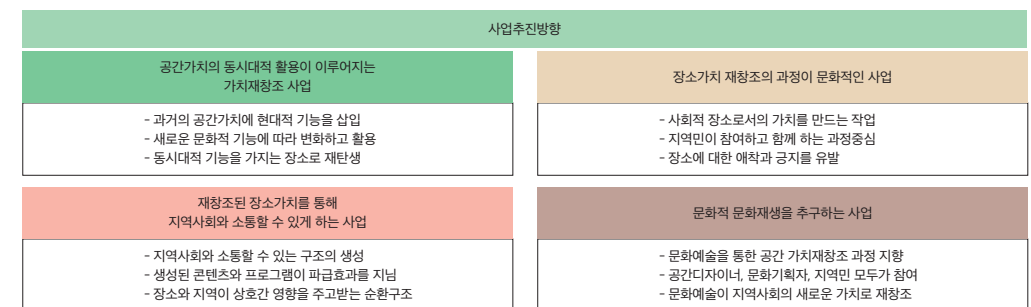 사업추진방향
공간가치의 동시대적 활용이 이루어지는
가치재창조 사업
- 과거의 공간가치에 현대적 기능을 삽입
- 새로운 문화적 기능에 따라 변화하고 활용
- 동시대적 기능을 가지는 장소로 재탄생
장소가치 재창조의 과정이 문화적인 사업
- 사회적 장소로서의 가치를 만드는 작업
- 지역민이 참여하고 함께 하는 과정중심
- 장소에 대한 애착과 긍지를 유발
재창조된 장소가치를 통해
지역사회와 소통할 수 있게 하는 사업
- 지역사회와 소통할 수 있는 구조의 생성
- 생성된 콘텐츠와 프로그램이 파급효과를 지님
- 장소와 지역이 상호간 영향을 주고받는 순환구조
문화적 문화재생을 추구하는 사업
- 문화예술을 통한 공간 가치재창조 과정 지향
- 공간디자이너, 문화기획자, 지역민 모두가 참여
- 문화예술이 지역사회의 새로운 가치로 재창조